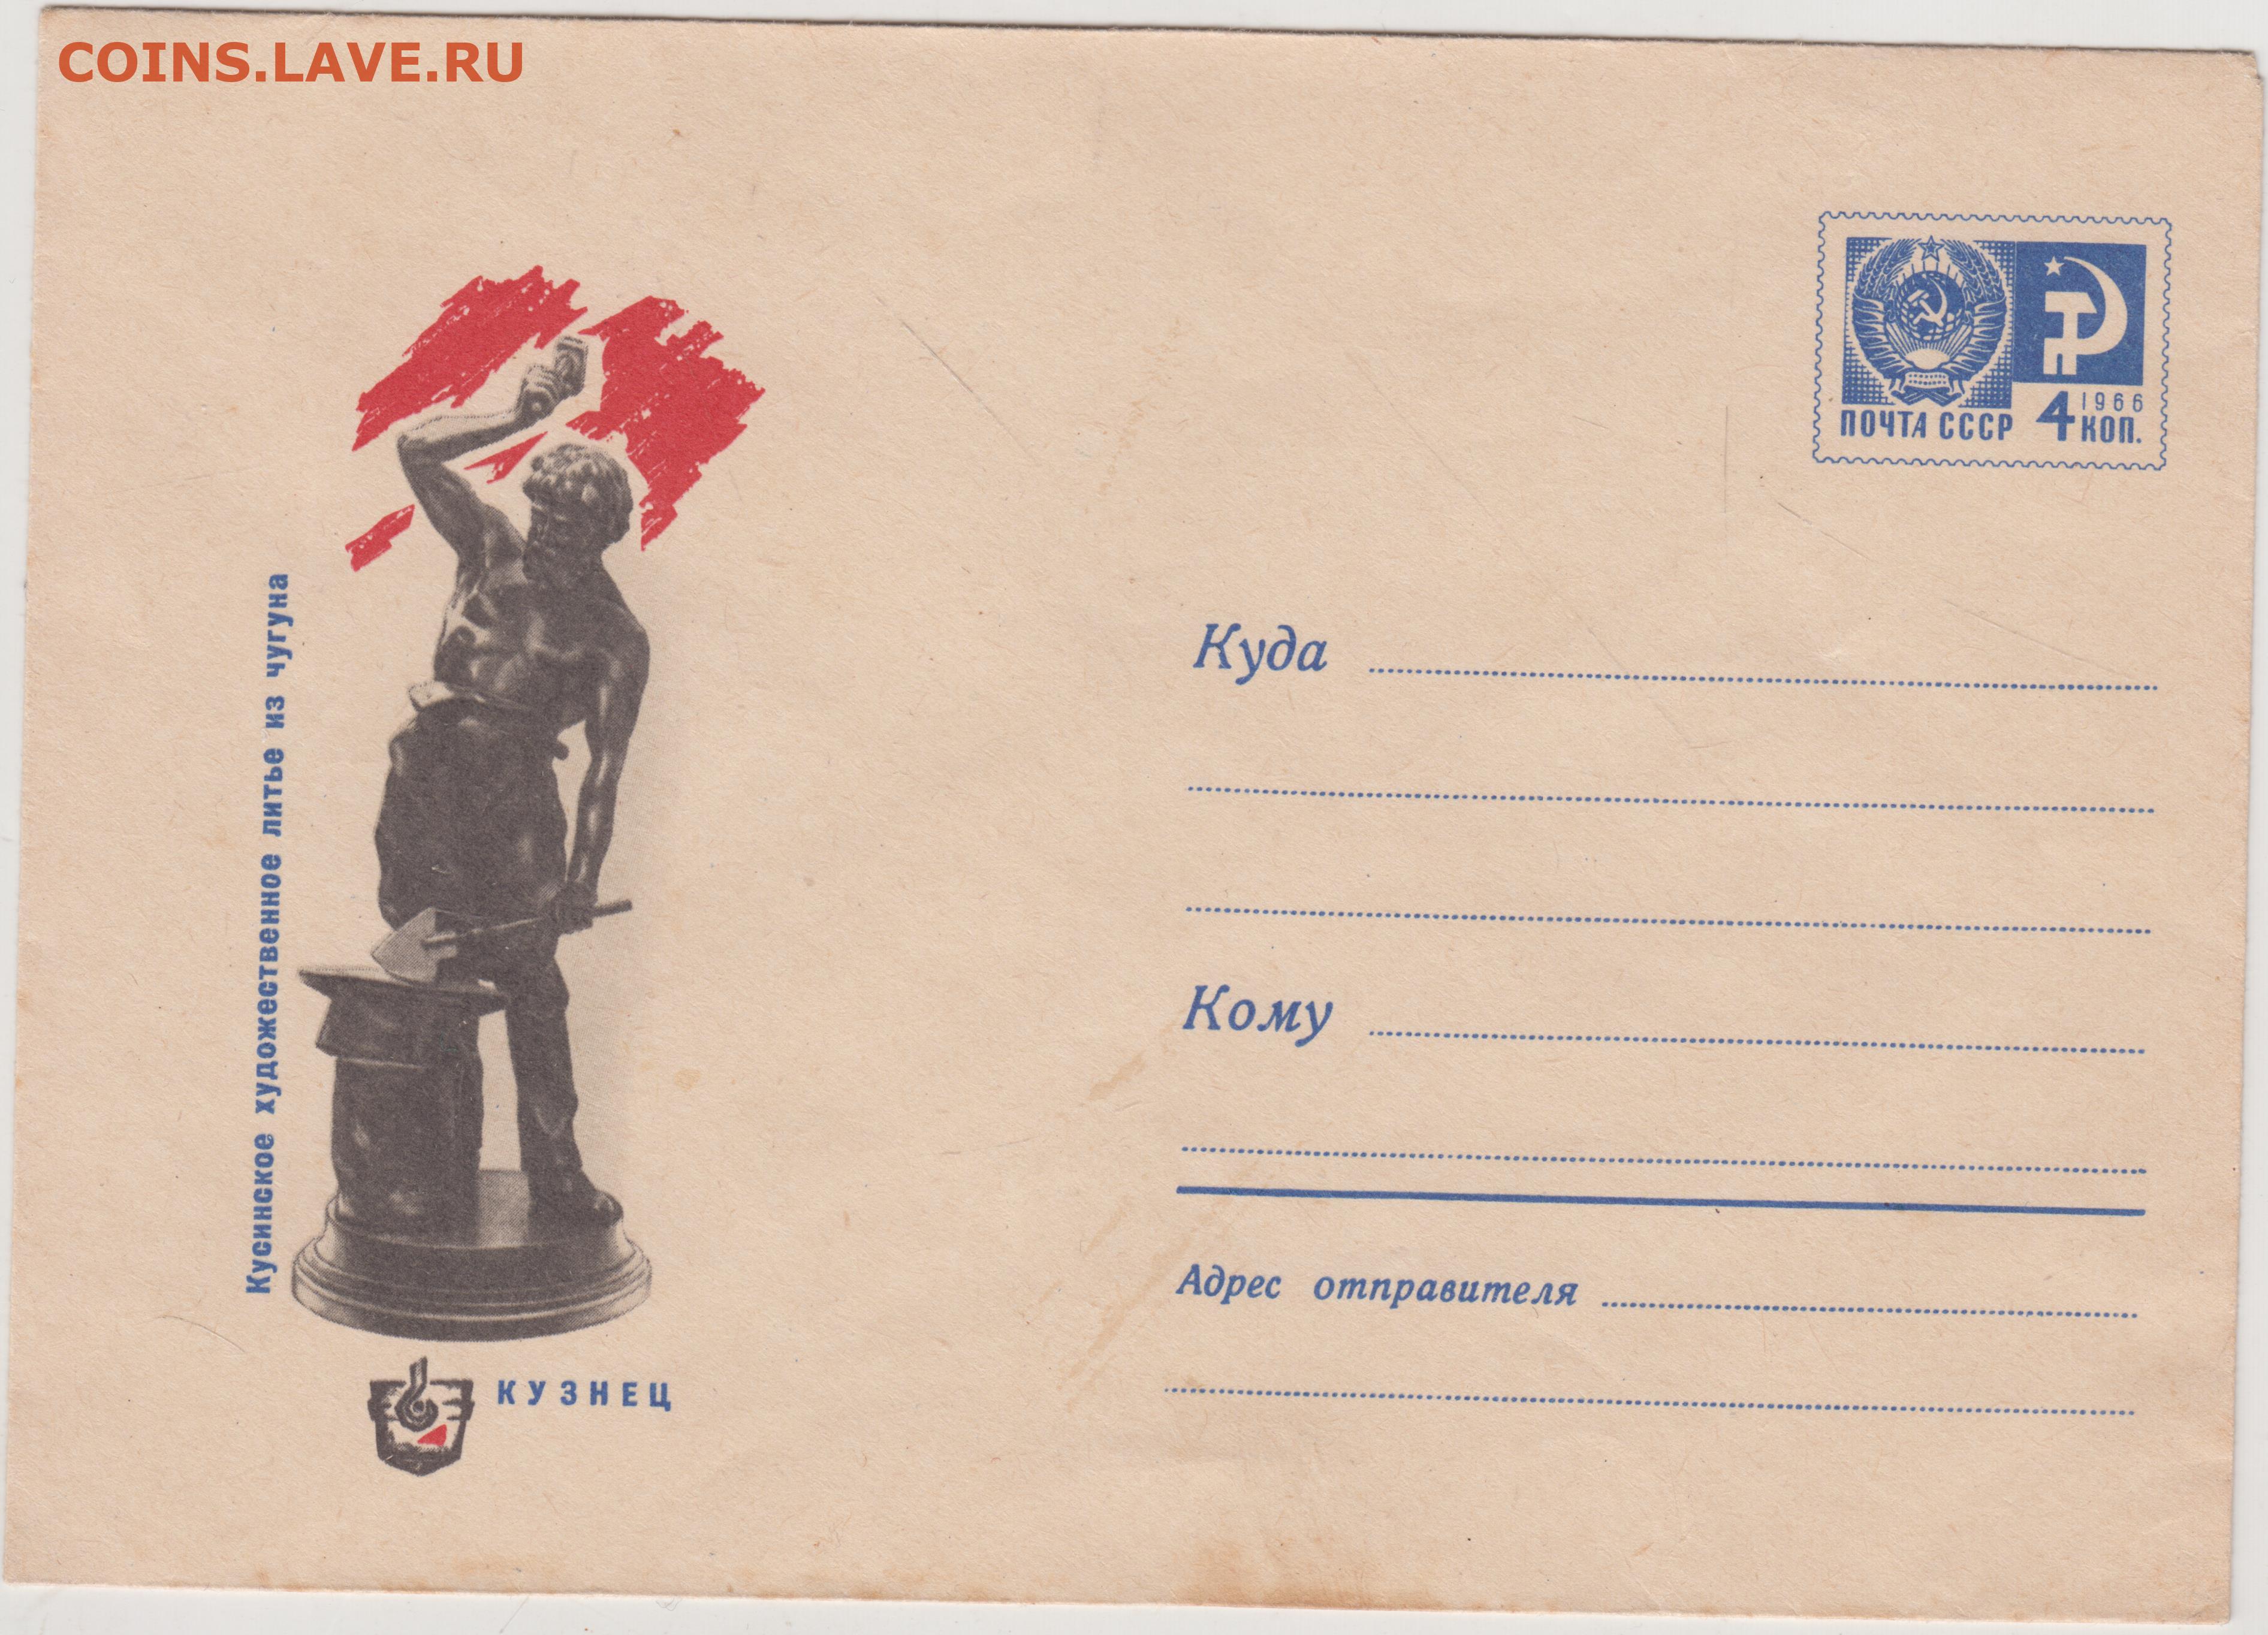 COINS.LAVE.RU
ПОЧТА СССР 4 1966 КОП.
Кусинское художественное литье из чугуна
Куда
Кому
Адрес отправителя
КУЗНЕЦ